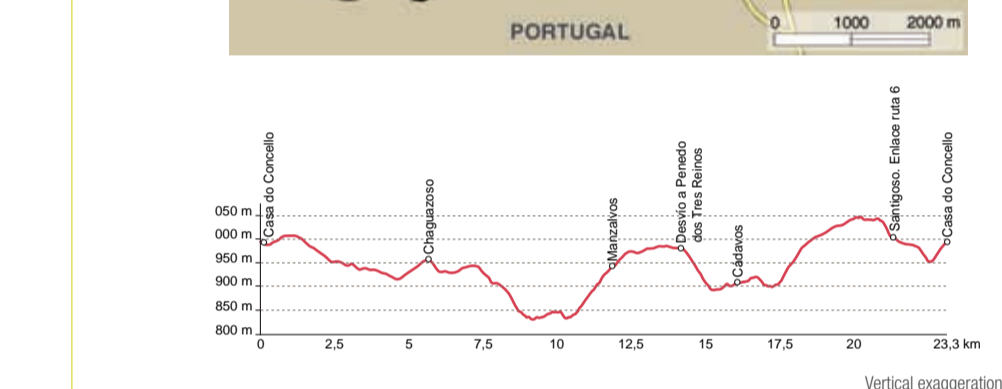 PORTUGAL
0 1000 2000 m
Casa do Concello
Chaguazoso
Manzalvos
Desvío a Penedo
dos Tres Reinos
Cádavos
Santigoso. Enlace ruta 6
Casa do Concello
050 m
000 m
950 m
900 m
850 m
800 m
0 2,5 5 7,5 10 12,5 15 17,5 20 23,3 km
Vertical exaggeration